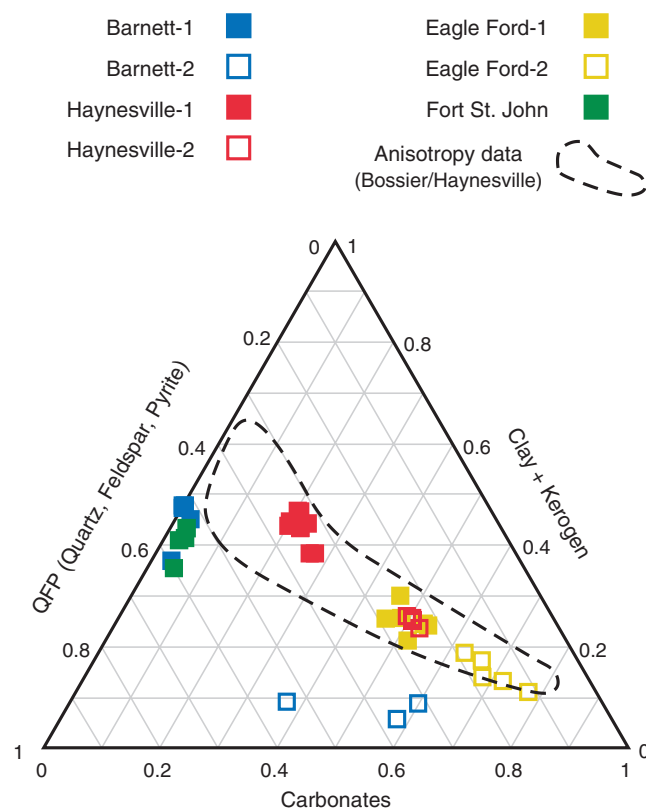 Barnett-1
Barnett-2
Haynesville-1
Haynesville-2
Eagle Ford-1
Eagle Ford-2
Fort St. John
Anisotropy data
(Bossier/Haynesville)
0 1
0.2 0.8
0.4 0.6
0.6 0.4
0.8 0.2
1 0
QFP (Quartz, Feldspar, Pyrite)
Clay + Kerogen
0 0.2 0.4 0.6 0.8 1
Carbonates